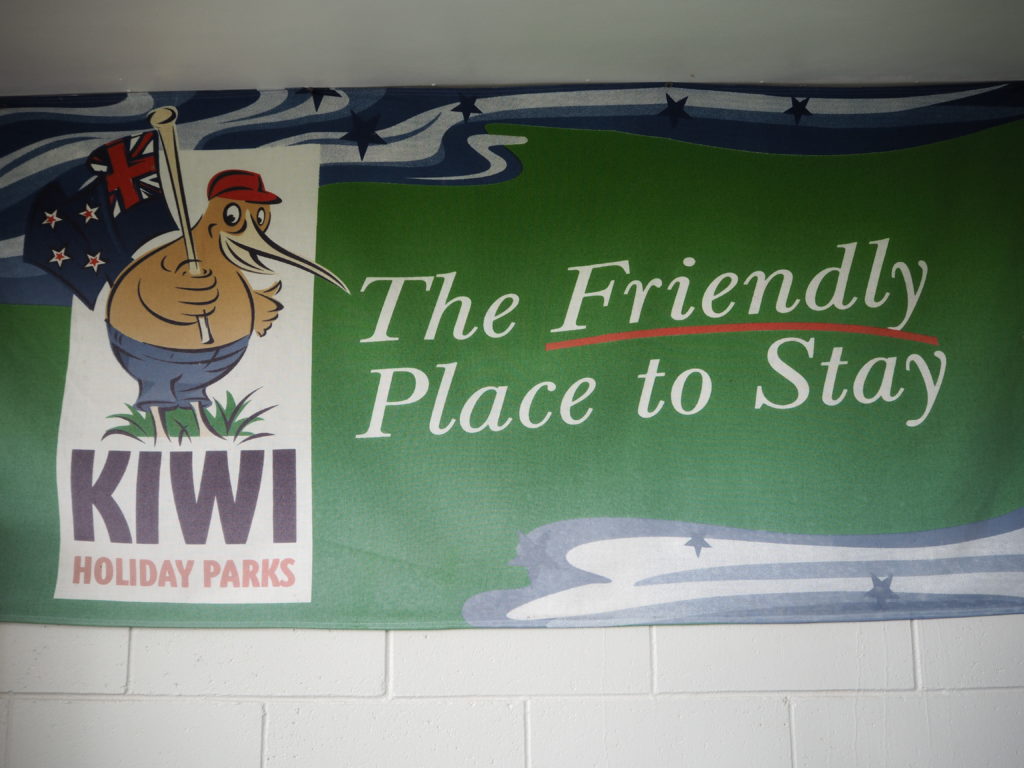 KIWI
HOLIDAY PARKS
The Friendly
Place to Stay